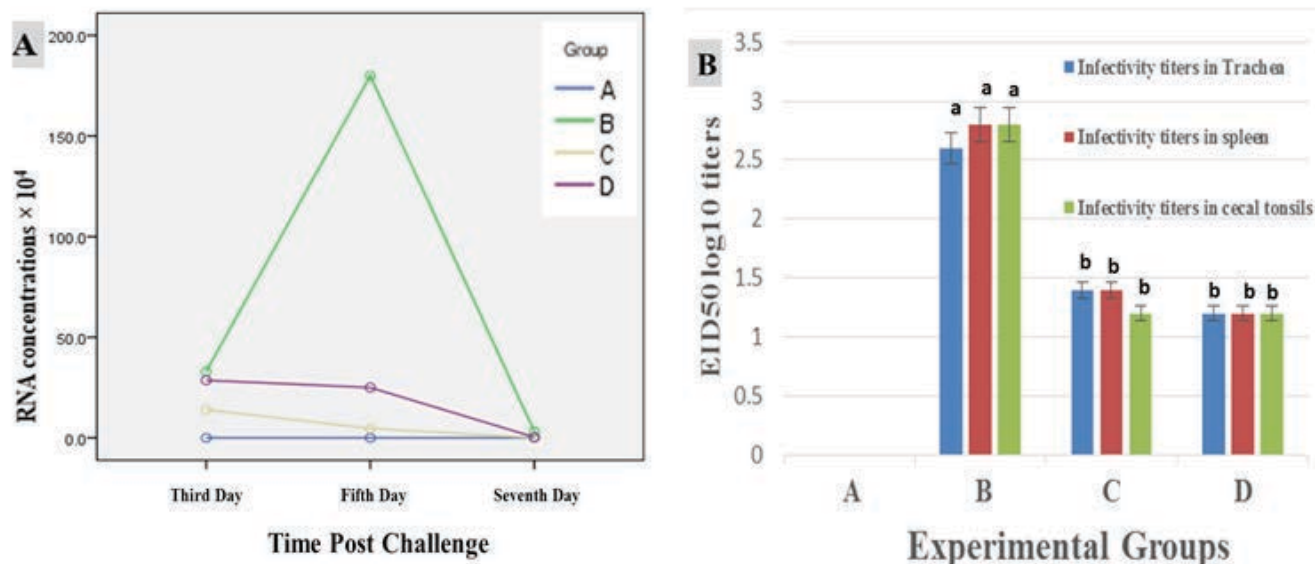 A
RNA concentrations × 10⁴
200.0
150.0
100.0
50.0
0.0
Group
A
B
C
D
Third Day
Fifth Day
Seventh Day
Time Post Challenge
B
EID50 log10 titers
3.5
3
2.5
2
1.5
1
0.5
0
Infectivity titers in Trachea
Infectivity titers in spleen
Infectivity titers in cecal tonsils
a a a
b b b
b b b
A B C D
Experimental Groups